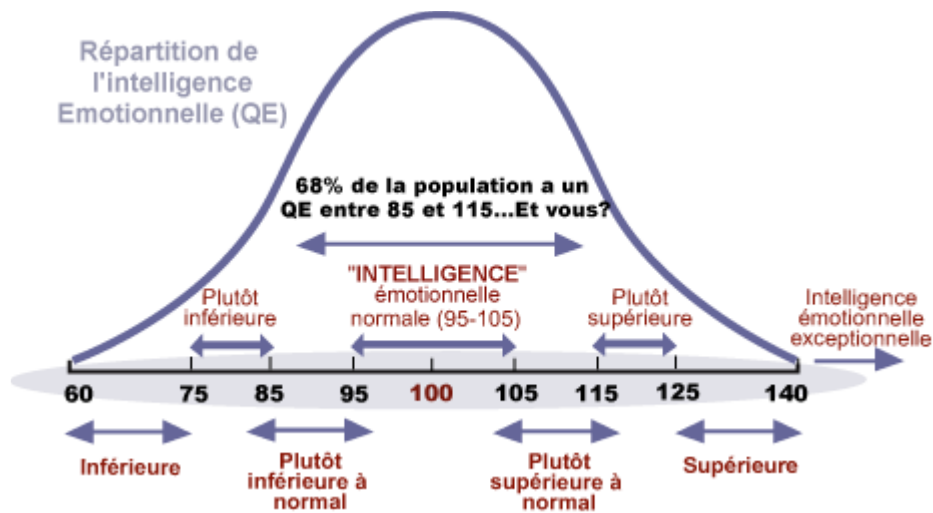 Répartition de
l'intelligence
Emotionnelle (QE)
68% de la population a un
QE entre 85 et 115...Et vous?
"INTELLIGENCE"
émotionnelle
normale (95-105)
Plutôt
inférieure
Plutôt
supérieure
Intelligence
émotionnelle
exceptionnelle
60 75 85 95 100 105 115 125 140
Inférieure
Plutôt
inférieure à
normal
Plutôt
supérieure à
normal
Supérieure